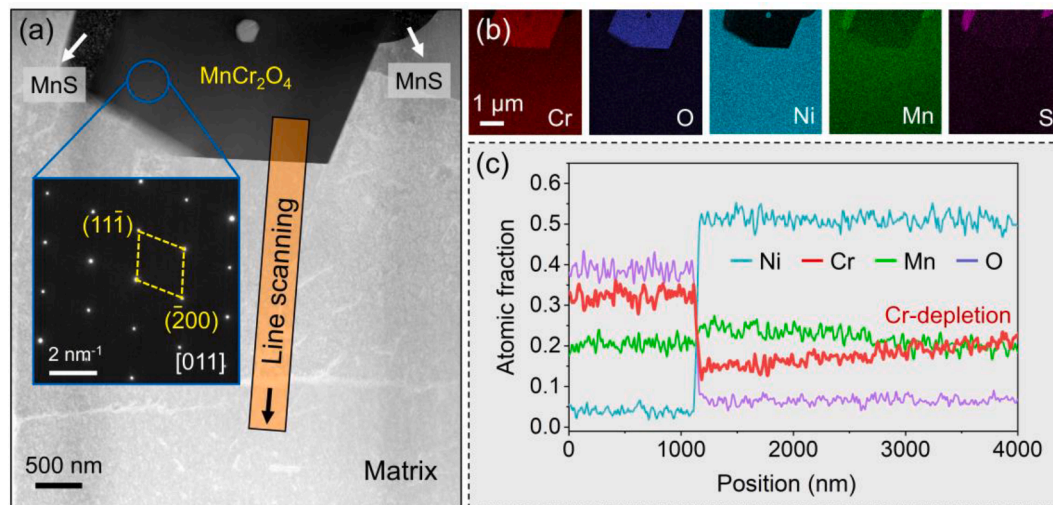 (a)
MnS
MnCr₂O₄
MnS
(11̄1̄)
(2̄00)
2 nm⁻¹
[011]
Line scanning
500 nm
Matrix
(b)
1 μm
Cr
O
Ni
Mn
S
(c)
Atomic fraction
0.6
0.5
0.4
0.3
0.2
0.1
0.0
Ni
Cr
Mn
O
Cr-depletion
0
1000
2000
3000
4000
Position (nm)